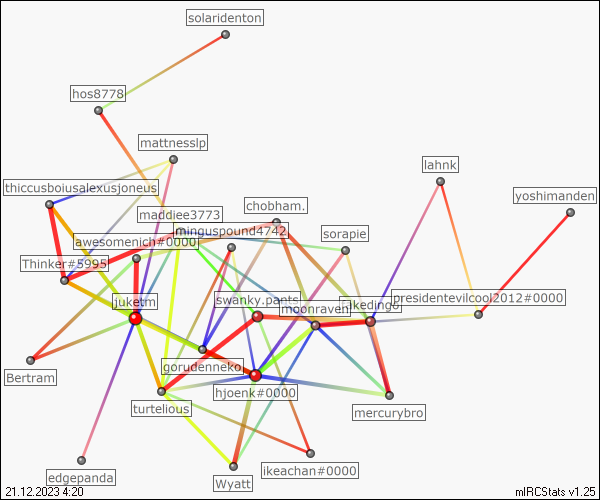 solaridenton
hos8778
mattnesslp
lahnk
thiccusboiusalexusjoneus
yoshimanden
chobham.
maddiee3773
minguspound4742
sorapie
awesomenich#0000
Thinker#5995
presidentevilcool2012#0000
swanky.pants
juketm
moonraven
fakedingo
gorudenneko
Bertram
hjoenk#0000
turtelious
mercurybro
ikeachan#0000
edgepanda
Wyatt
21.12.2023 4:20
mIRCStats v1.25